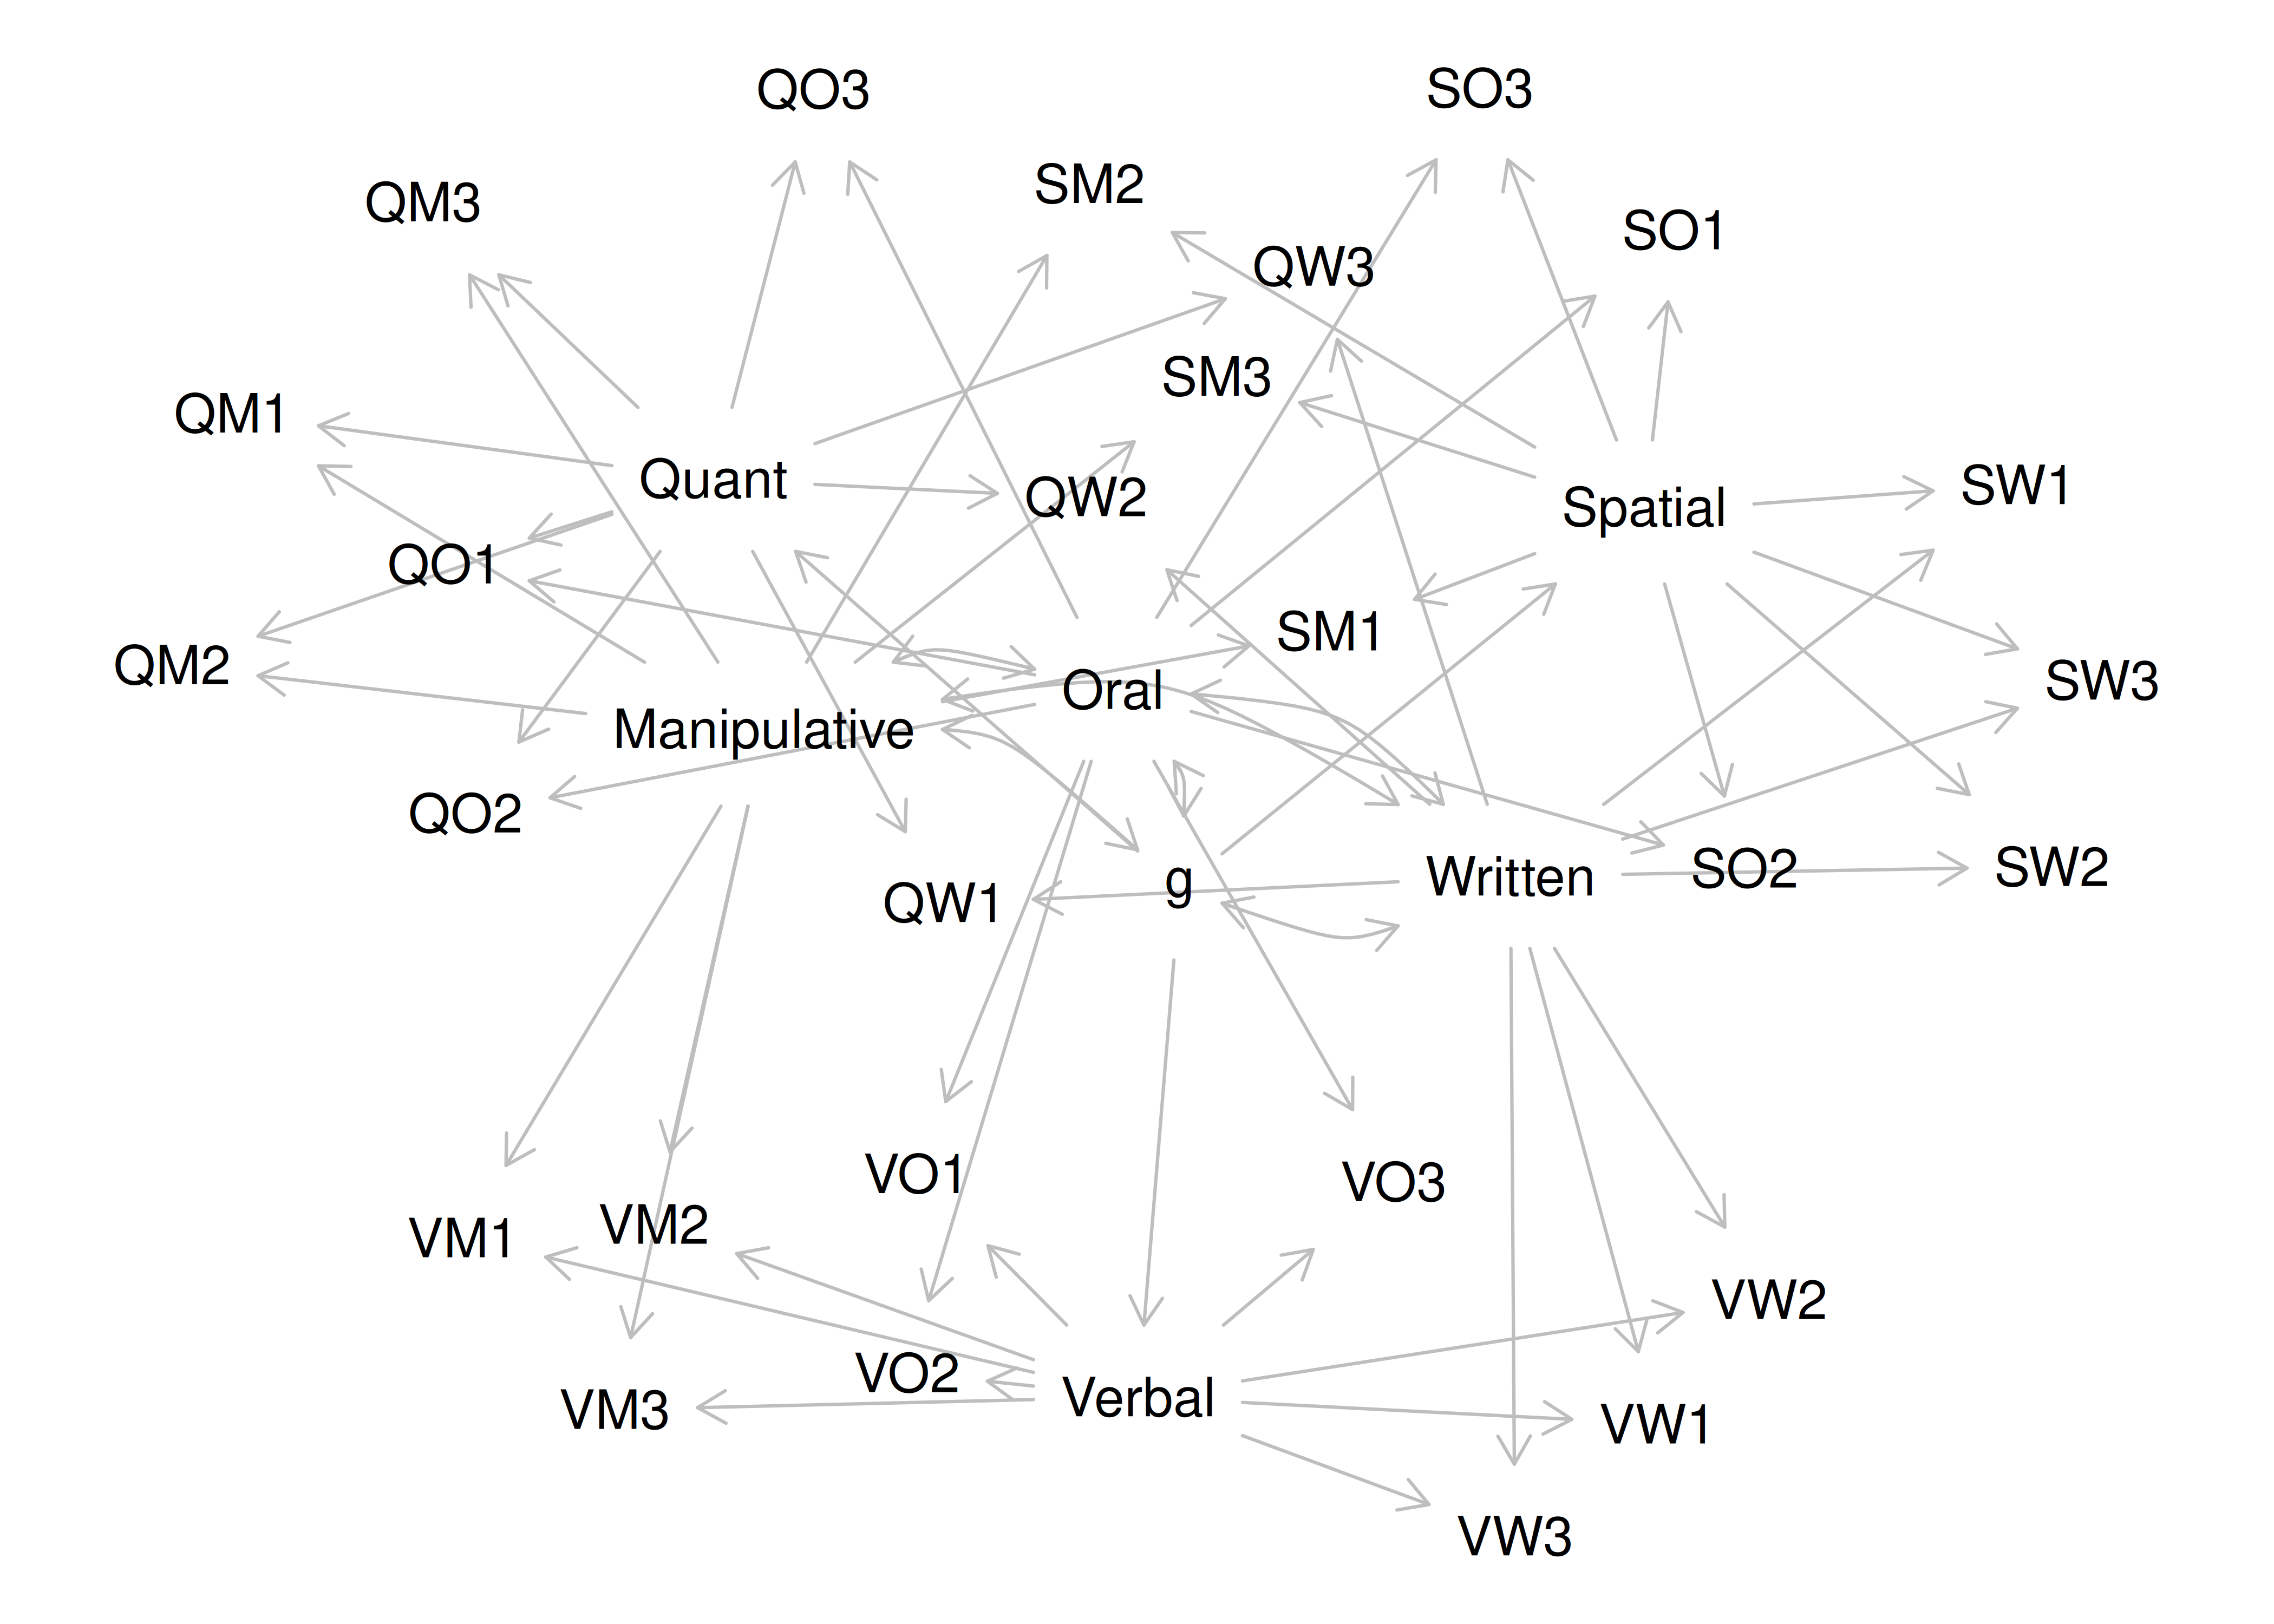 QO3
SO3
SM2
QM3
SO1
QW3
SM3
QM1
Quant
QW2
SW1
Spatial
QO1
SM1
QM2
SW3
Oral
Manipulative
QO2
SO2
SW2
Written
g
QW1
VO1
VO3
VM2
VM1
VW2
VO2
Verbal
VM3
VW1
VW3